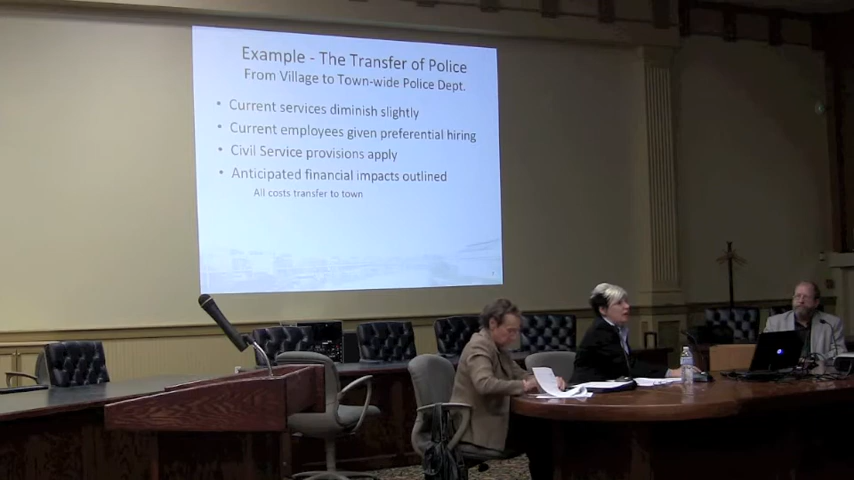 Example - The Transfer of Police
From Village to Town-wide Police Dept.
• Current services diminish slightly
• Current employees given preferential hiring
• Civil Service provisions apply
• Anticipated financial impacts outlined
All costs transfer to town